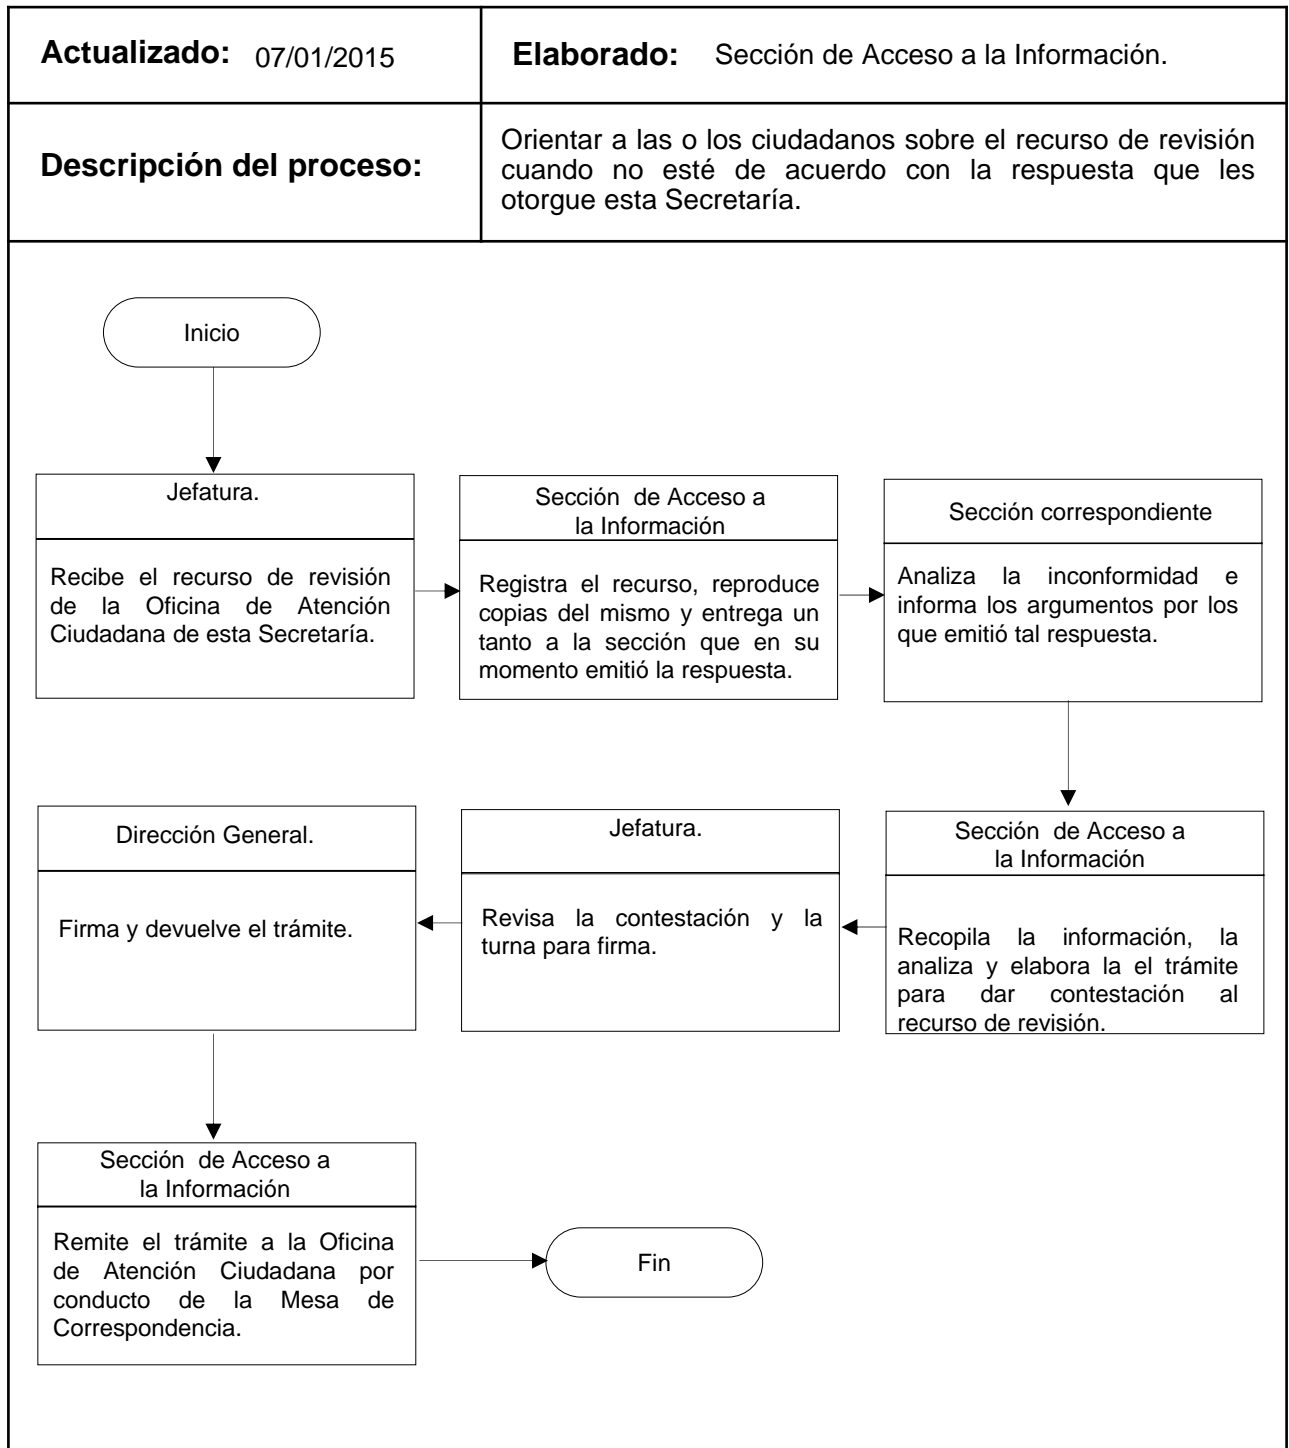 Actualizado: 07/01/2015
Elaborado: Sección de Acceso a la Información.
Descripción del proceso:
Orientar a las o los ciudadanos sobre el recurso de revisión
cuando no esté de acuerdo con la respuesta que les
otorgue esta Secretaría.
Inicio
Jefatura.
Recibe el recurso de revisión
de la Oficina de Atención
Ciudadana de esta Secretaría.
Sección de Acceso a
la Información
Registra el recurso, reproduce
copias del mismo y entrega un
tanto a la sección que en su
momento emitió la respuesta.
Sección correspondiente
Analiza la inconformidad e
informa los argumentos por los
que emitió tal respuesta.
Sección de Acceso a
la Información
Recopila la información, la
analiza y elabora la el trámite
para dar contestación al
recurso de revisión.
Jefatura.
Revisa la contestación y la
turna para firma.
Dirección General.
Firma y devuelve el trámite.
Sección de Acceso a
la Información
Remite el trámite a la Oficina
de Atención Ciudadana por
conducto de la Mesa de
Correspondencia.
Fin